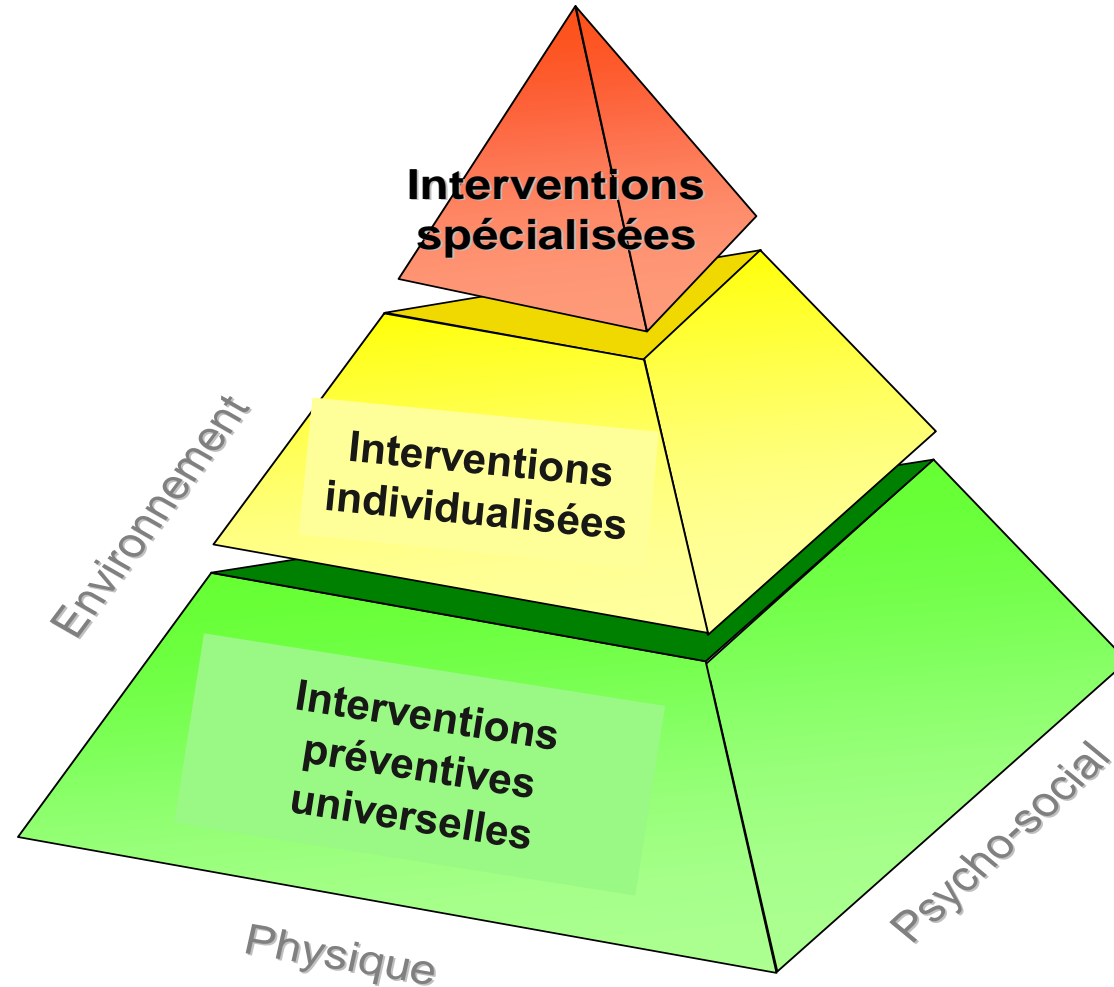 Interventions
spécialisées
Environnement
Interventions
individualisées
Interventions
préventives
universelles
Psycho-social
Physique